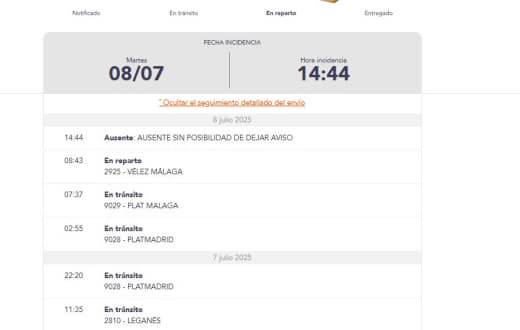 Notificado
En tránsito
En reparto
Entregado
FECHA INCIDENCIA
Martes
08/07
Hora incidencia
14:44
ˆ Ocultar el seguimiento detallado del envío
8 julio 2025
14:44 Ausente: AUSENTE SIN POSIBILIDAD DE DEJAR AVISO
08:43 En reparto
2925 - VÉLEZ MÁLAGA
07:37 En tránsito
9029 - PLAT MALAGA
02:55 En tránsito
9028 - PLATMADRID
7 julio 2025
22:20 En tránsito
9028 - PLATMADRID
11:35 En tránsito
2810 - LEGANÉS